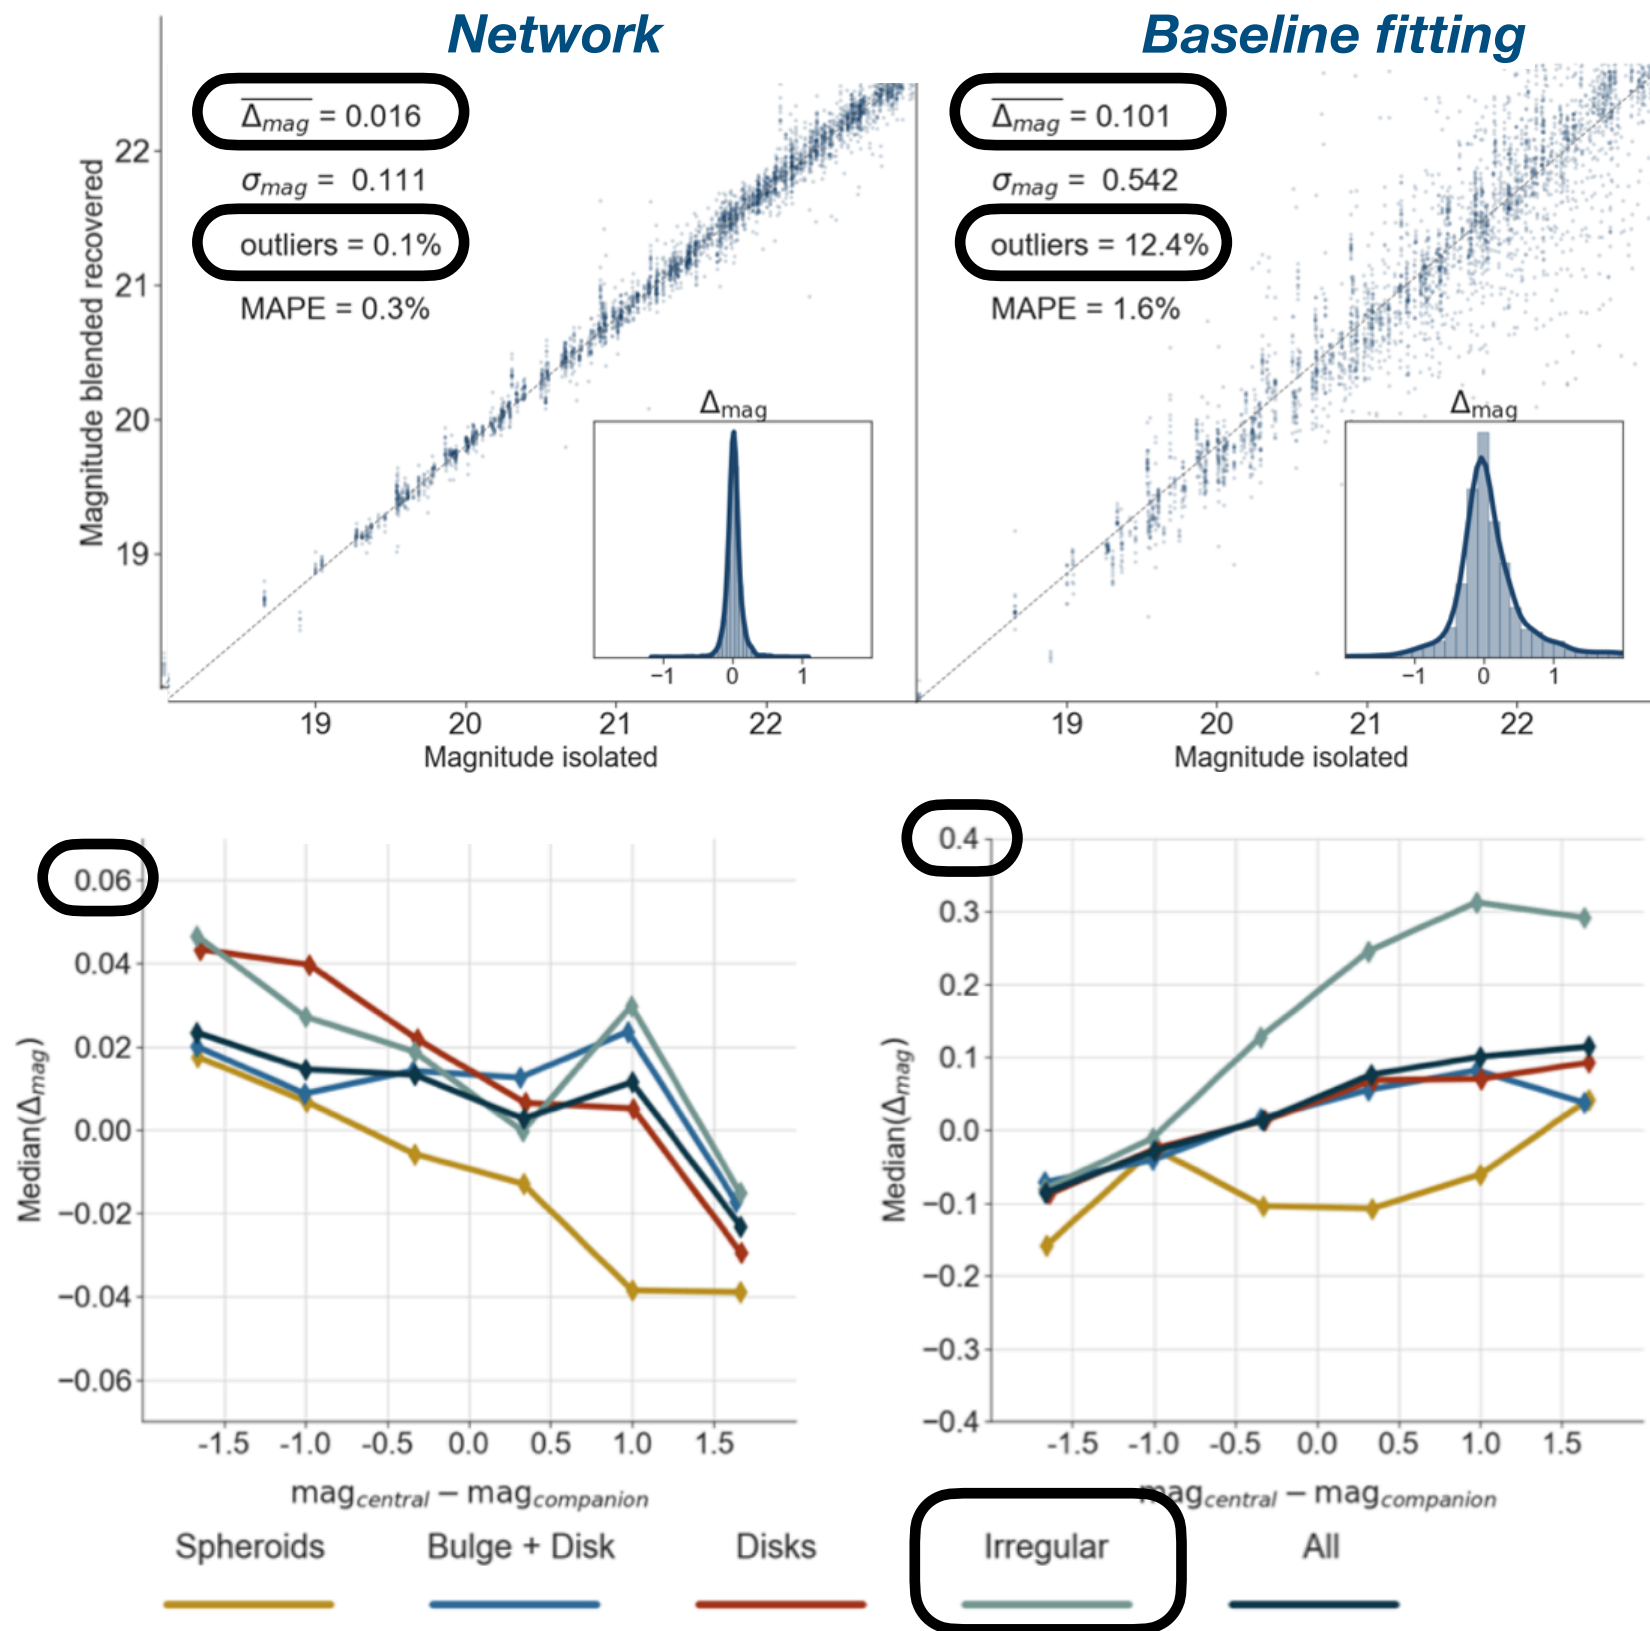 Network
Baseline fitting
Δmag = 0.016
σmag = 0.111
outliers = 0.1%
MAPE = 0.3%
Δmag = 0.101
σmag = 0.542
outliers = 12.4%
MAPE = 1.6%
Magnitude blended recovered
22
21
20
19
Δmag
−1 0 1
Δmag
−1 0 1
19 20 21 22
Magnitude isolated
19 20 21 22
Magnitude isolated
Median(Δmag)
0.06
0.04
0.02
0.00
−0.02
−0.04
−0.06
-1.5 -1.0 -0.5 0.0 0.5 1.0 1.5
magcentral − magcompanion
Median(Δmag)
0.4
0.3
0.2
0.1
0.0
−0.1
−0.2
−0.3
−0.4
-1.5 -1.0 -0.5 0.0 0.5 1.0 1.5
magcentral − magcompanion
Spheroids Bulge + Disk Disks Irregular All